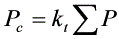 P_c = k_t ∑ P